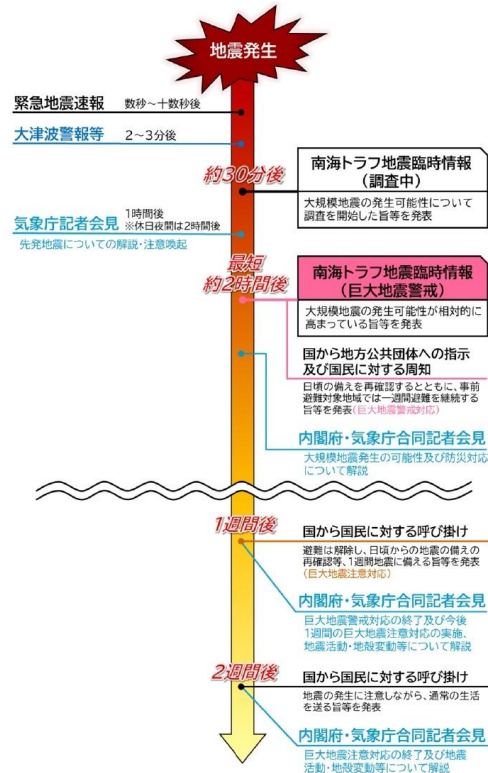 地震発生
緊急地震速報 数秒～十数秒後
大津波警報等 2～3分後
約30分後
南海トラフ地震臨時情報
（調査中）
大規模地震の発生可能性について
調査を開始した旨等を発表
気象庁記者会見 1時間後
※休日夜間は2時間後
先発地震についての解説・注意喚起
最短
約2時間後
南海トラフ地震臨時情報
（巨大地震警戒）
大規模地震の発生可能性が相対的に
高まっている旨等を発表
国から地方公共団体への指示
及び国民に対する周知
日頃の備えを再確認するとともに、事前
避難対象地域では一週間避難を継続する
旨等を発表（巨大地震警戒対応）
内閣府・気象庁合同記者会見
大規模地震発生の可能性及び防災対応
について解説
1週間後
国から国民に対する呼び掛け
避難は解除し、日頃からの地震の備えの
再確認等、1週間地震に備える旨等を発表
（巨大地震注意対応）
内閣府・気象庁合同記者会見
巨大地震警戒対応の終了及び今後
1週間の巨大地震注意対応の実施、
地震活動・地殻変動等について解説
2週間後
国から国民に対する呼び掛け
地震の発生に注意しながら、通常の生活
を送る旨等を発表
内閣府・気象庁合同記者会見
巨大地震注意対応の終了及び地震
活動・地殻変動等について解説